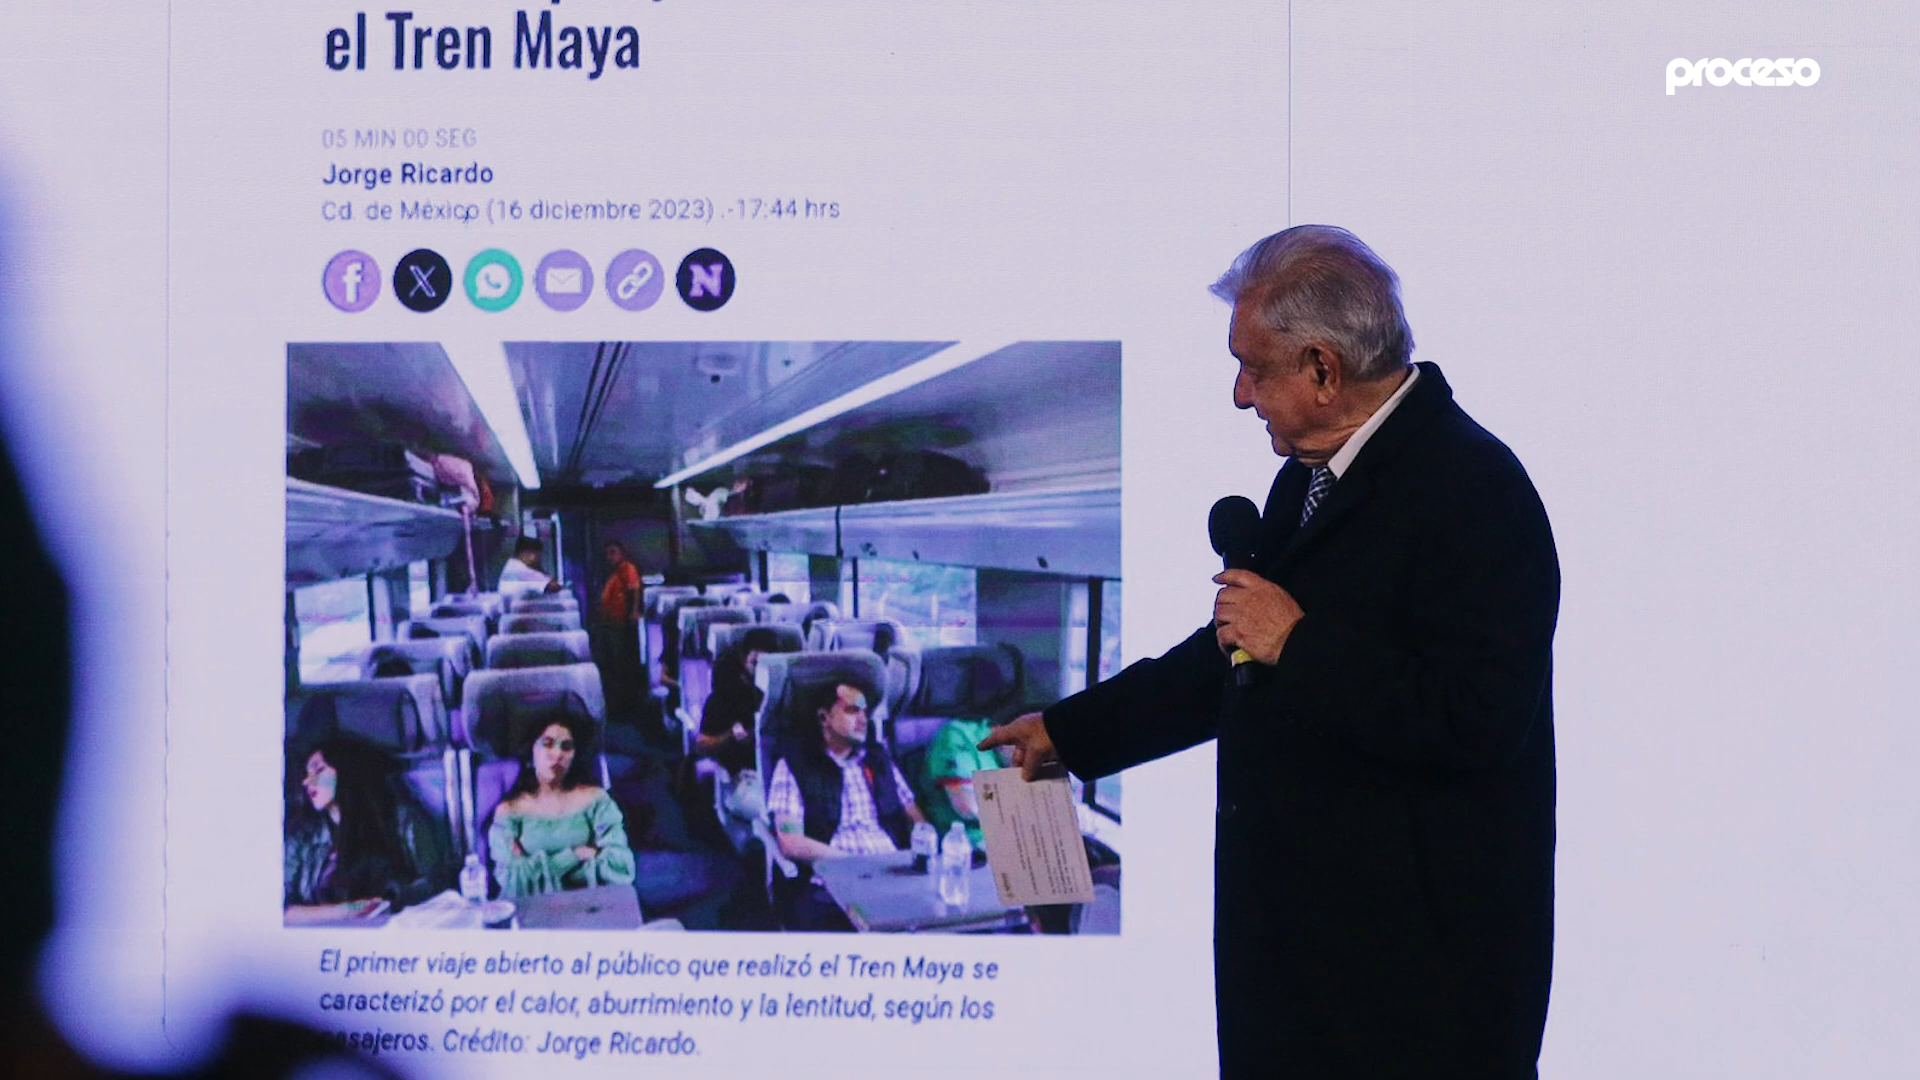 el Tren Maya
proceso
05 MIN 00 SEG
Jorge Ricardo
Cd. de México (16 diciembre 2023) .-17:44 hrs
El primer viaje abierto al público que realizó el Tren Maya se
caracterizó por el calor, aburrimiento y la lentitud, según los
pasajeros. Crédito: Jorge Ricardo.